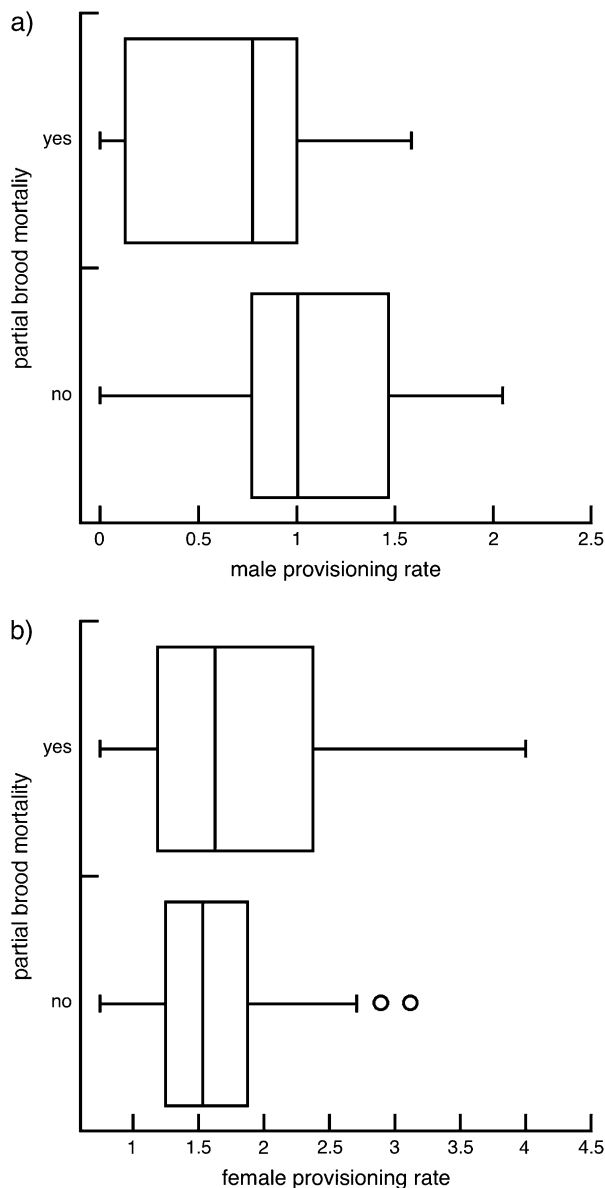 a)
partial brood mortaliy
yes
no
0 0.5 1 1.5 2 2.5
male provisioning rate
b)
partial brood mortality
yes
no
1 1.5 2 2.5 3 3.5 4 4.5
female provisioning rate